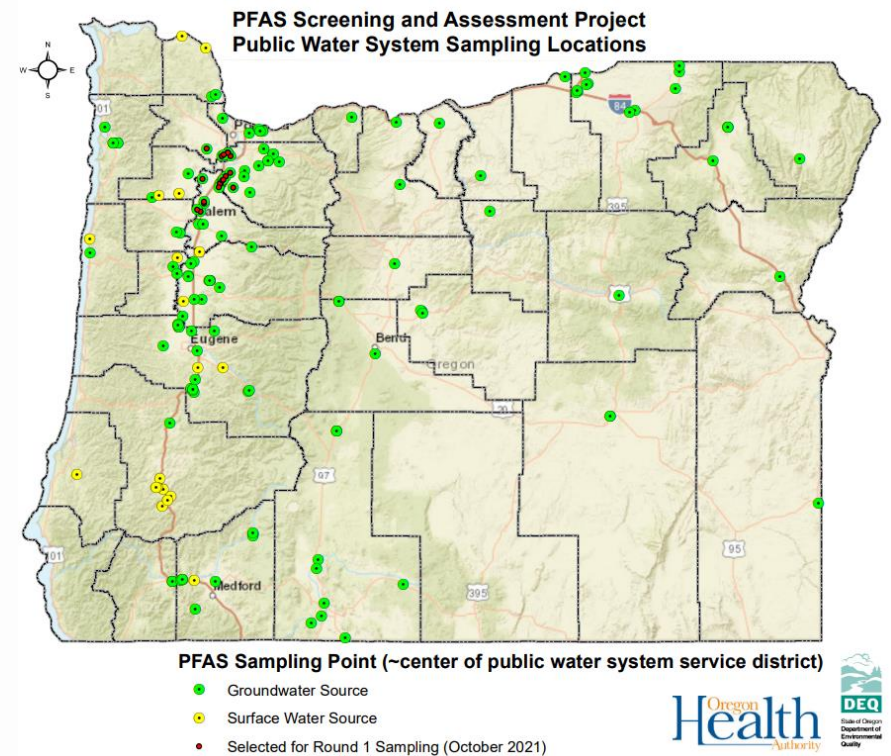 PFAS Screening and Assessment Project
Public Water System Sampling Locations
N
W
E
S
101
84
Salem
395
Eugene
Bend
Oregon
20
97
101
95
Medford
395
PFAS Sampling Point (~center of public water system service district)
Groundwater Source
Surface Water Source
Selected for Round 1 Sampling (October 2021)
Oregon
Health
Authority
DEQ
State of Oregon
Department of
Environmental
Quality